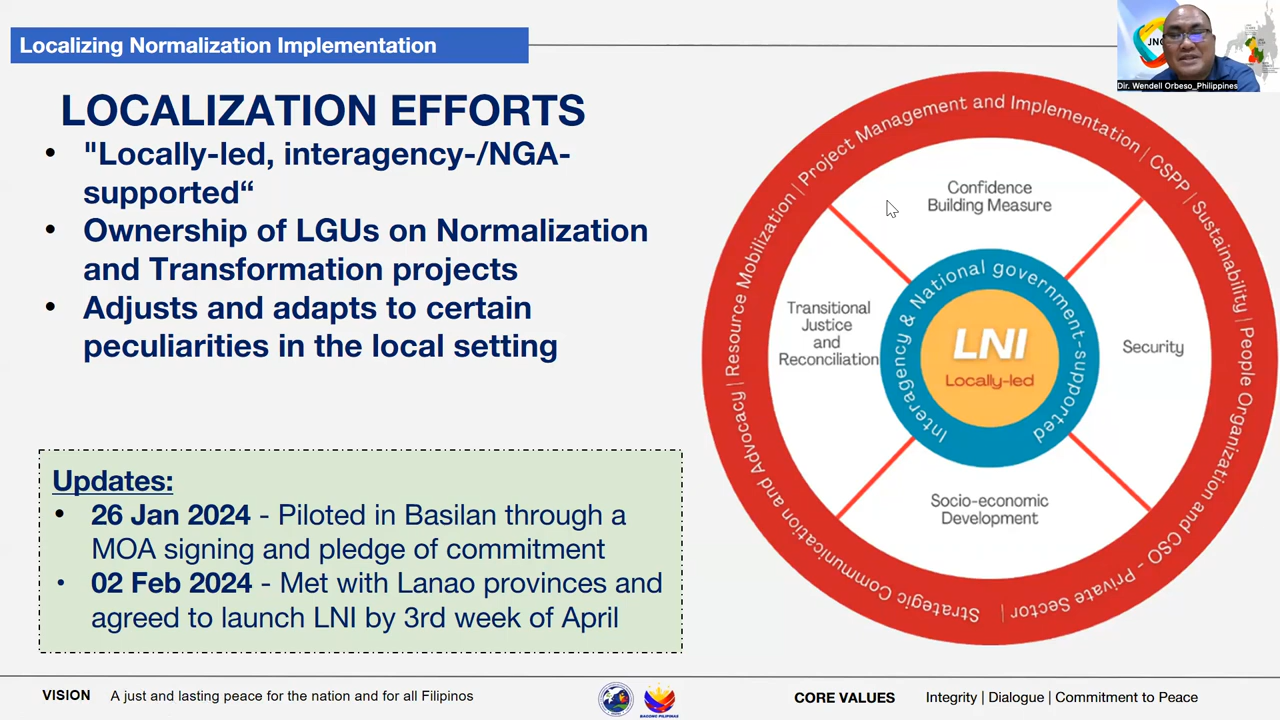 Localizing Normalization Implementation
LOCALIZATION EFFORTS
• "Locally-led, interagency-/NGA-
supported“
• Ownership of LGUs on Normalization
and Transformation projects
• Adjusts and adapts to certain
peculiarities in the local setting
Updates:
• 26 Jan 2024 - Piloted in Basilan through a
MOA signing and pledge of commitment
• 02 Feb 2024 - Met with Lanao provinces and
agreed to launch LNI by 3rd week of April
Strategic Communication and Advocacy | Resource Mobilization | Project Management and Implementation | CSPP | Sustainability | People Organization and CSO - Private Sector |
Confidence
Building Measure
Transitional
Justice
and
Reconciliation
Security
Socio-economic
Development
Interagency & National government-supported
LNI
Locally-led
Dir. Wendell Orbeso_Philippines
VISION A just and lasting peace for the nation and for all Filipinos
BAGONG PILIPINAS
CORE VALUES Integrity | Dialogue | Commitment to Peace